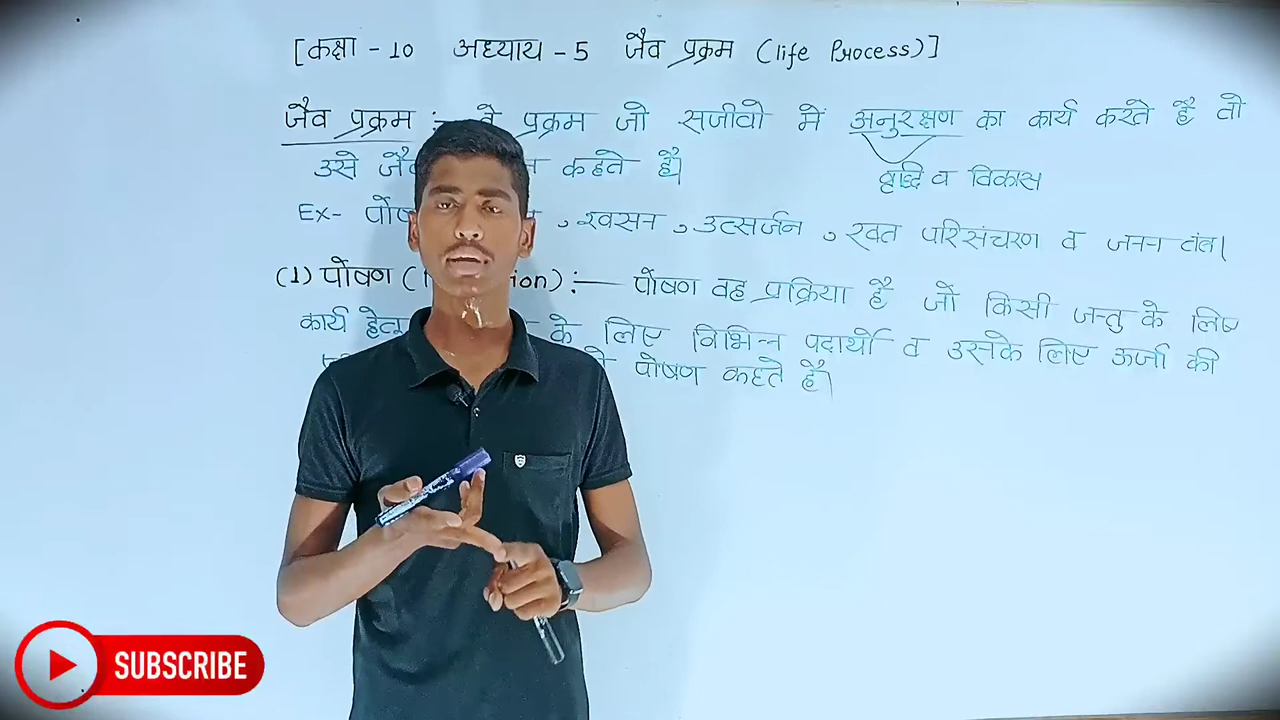 [कक्षा - 10 अध्याय - 5 जैव प्रक्रम (life Process)]
जैव प्रक्रम :- वे प्रक्रम जो सजीवो में अनुरक्षण का कार्य करते है तो
उसे कहते है।
वृद्धि व विकास
Ex- , श्वसन , उत्सर्जन , रक्त परिसंचरण व जनन तंत्र।
(1) पोंषण ( :— पोंषण वह प्रक्रिया है जों किसी जन्तु के लिए
कार्य हेतु के लिए विभिन्न पदार्थो व उसके लिए ऊर्जा की
पोंषण कहते है।
SUBSCRIBE